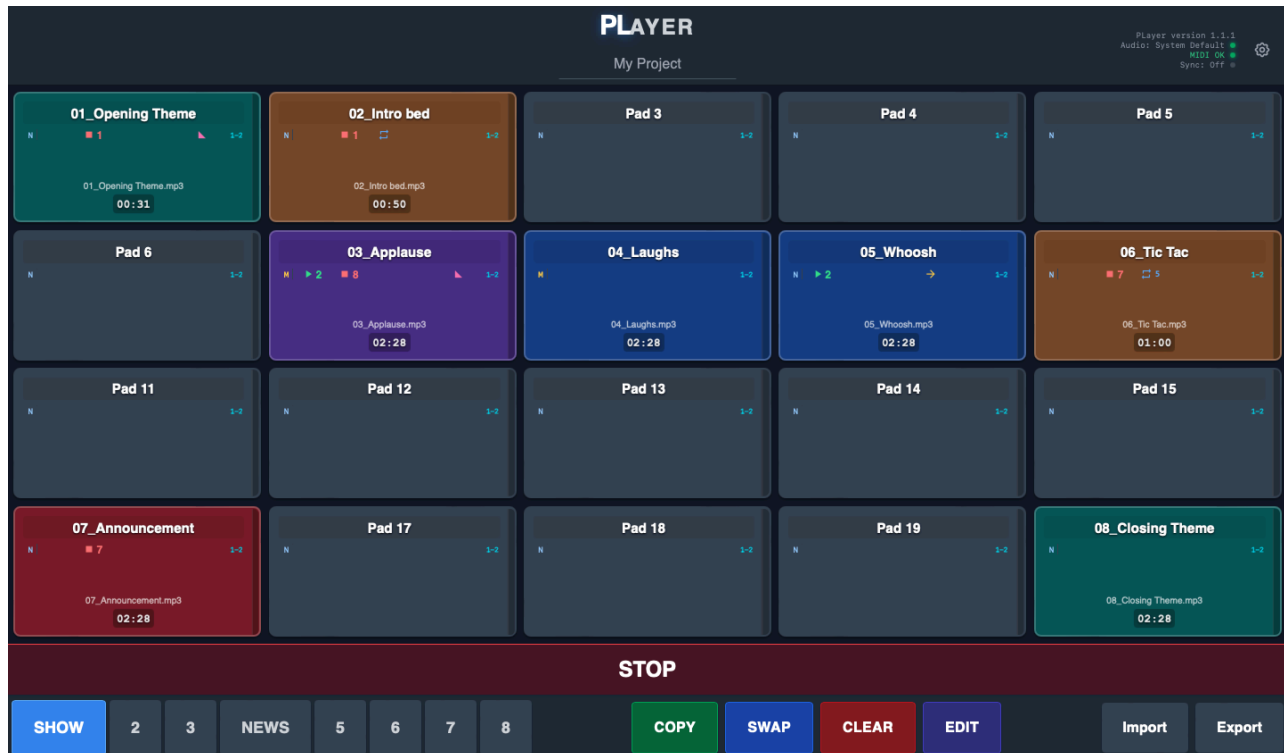 PLAYER
My Project
PLayer version 1.1.1
Audio: System Default
MIDI OK
Sync: Off
01_Opening Theme
N 1 1-2
01_Opening Theme.mp3
00:31
02_Intro bed
N 1 1-2
02_Intro bed.mp3
00:50
Pad 3
N 1-2
Pad 4
N 1-2
Pad 5
N 1-2
Pad 6
N 1-2
03_Applause
M 2 8 1-2
03_Applause.mp3
02:28
04_Laughs
M 1-2
04_Laughs.mp3
02:28
05_Whoosh
N 2 1-2
05_Whoosh.mp3
02:28
06_Tic Tac
N 7 5 1-2
06_Tic Tac.mp3
01:00
Pad 11
N 1-2
Pad 12
N 1-2
Pad 13
N 1-2
Pad 14
N 1-2
Pad 15
N 1-2
07_Announcement
N 7 1-2
07_Announcement.mp3
02:28
Pad 17
N 1-2
Pad 18
N 1-2
Pad 19
N 1-2
08_Closing Theme
N 1-2
08_Closing Theme.mp3
02:28
STOP
SHOW 2 3 NEWS 5 6 7 8 COPY SWAP CLEAR EDIT Import Export